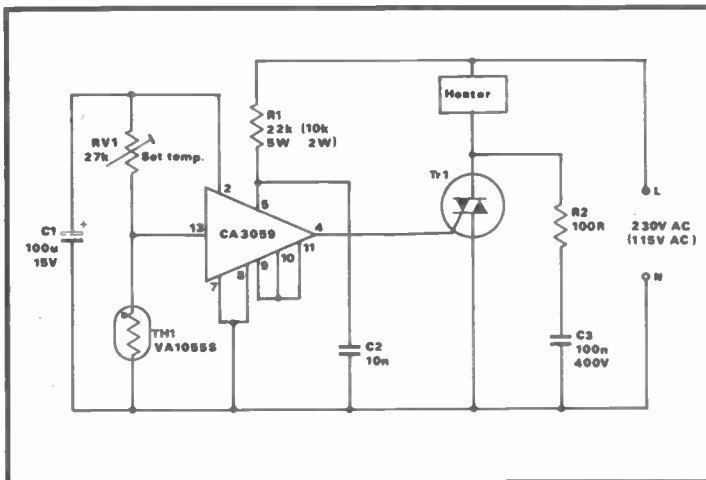 Heater
R1
22k (10k
5W 2W)
RV1
27k
Set temp.
Tr1
2
5
C1
+
100u
15V
13
CA3059
4
11
10
9
8
7
R2
100R
L
230V AC
(115V AC)
N
TH1
VA1055S
C2
10n
C3
100n
400V